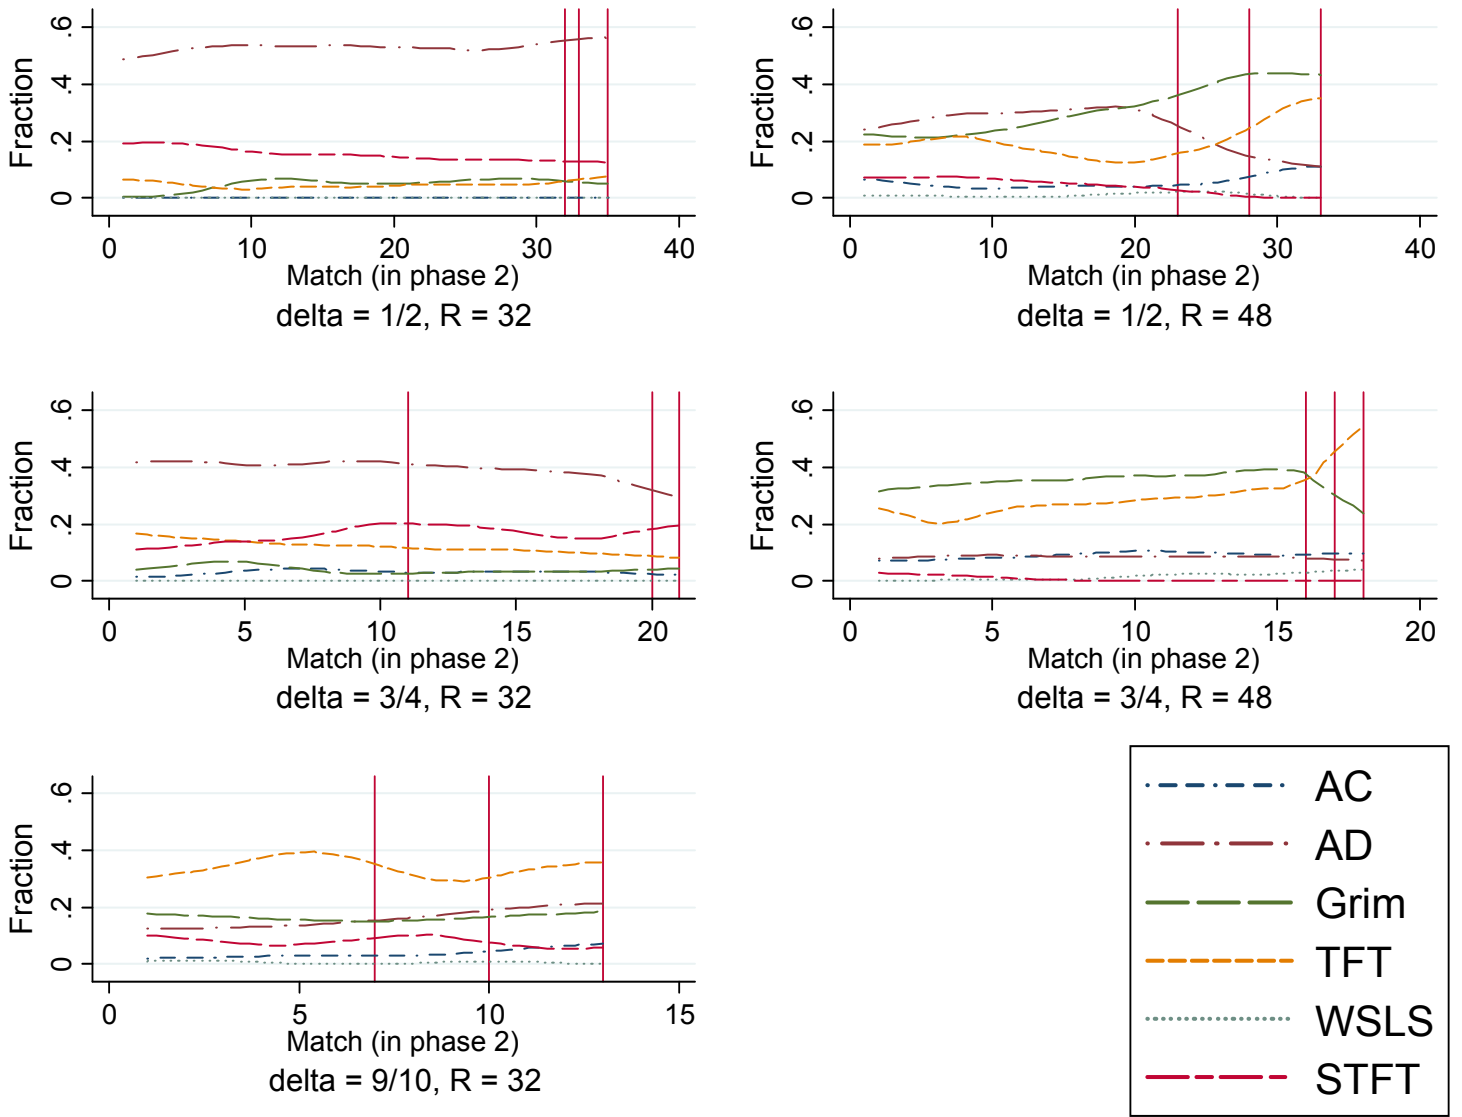 Fraction
.6
.4
.2
0
0 10 20 30 40
Match (in phase 2)
delta = 1/2, R = 32
Fraction
.6
.4
.2
0
0 10 20 30 40
Match (in phase 2)
delta = 1/2, R = 48
Fraction
.6
.4
.2
0
0 5 10 15 20
Match (in phase 2)
delta = 3/4, R = 32
Fraction
.6
.4
.2
0
0 5 10 15 20
Match (in phase 2)
delta = 3/4, R = 48
Fraction
.6
.4
.2
0
0 5 10 15
Match (in phase 2)
delta = 9/10, R = 32
AC
AD
Grim
TFT
WSLS
STFT